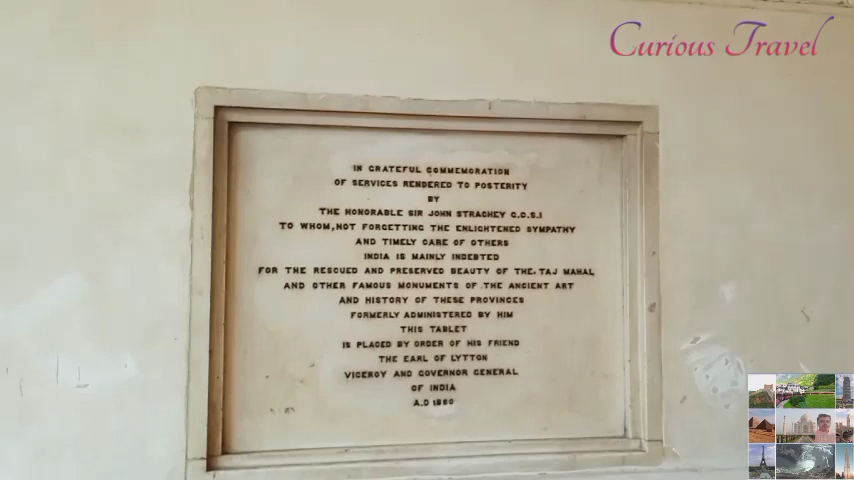 Curious Travel
IN GRATEFUL COMMEMORATION
OF SERVICES RENDERED TO POSTERITY
BY
THE HONORABLE SIR JOHN STRACHEY G.C.S.I
TO WHOM, NOT FORGETTING THE ENLIGHTENED SYMPATHY
AND TIMELY CARE OF OTHERS
INDIA IS MAINLY INDEBTED
FOR THE RESCUED AND PRESERVED BEAUTY OF THE TAJ MAHAL
AND OTHER FAMOUS MONUMENTS OF THE ANCIENT ART
AND HISTORY OF THESE PROVINCES
FORMERLY ADMINISTERED BY HIM
THIS TABLET
IS PLACED BY ORDER OF HIS FRIEND
THE EARL OF LYTTON
VICEROY AND GOVERNOR GENERAL
OF INDIA
A.D 1880